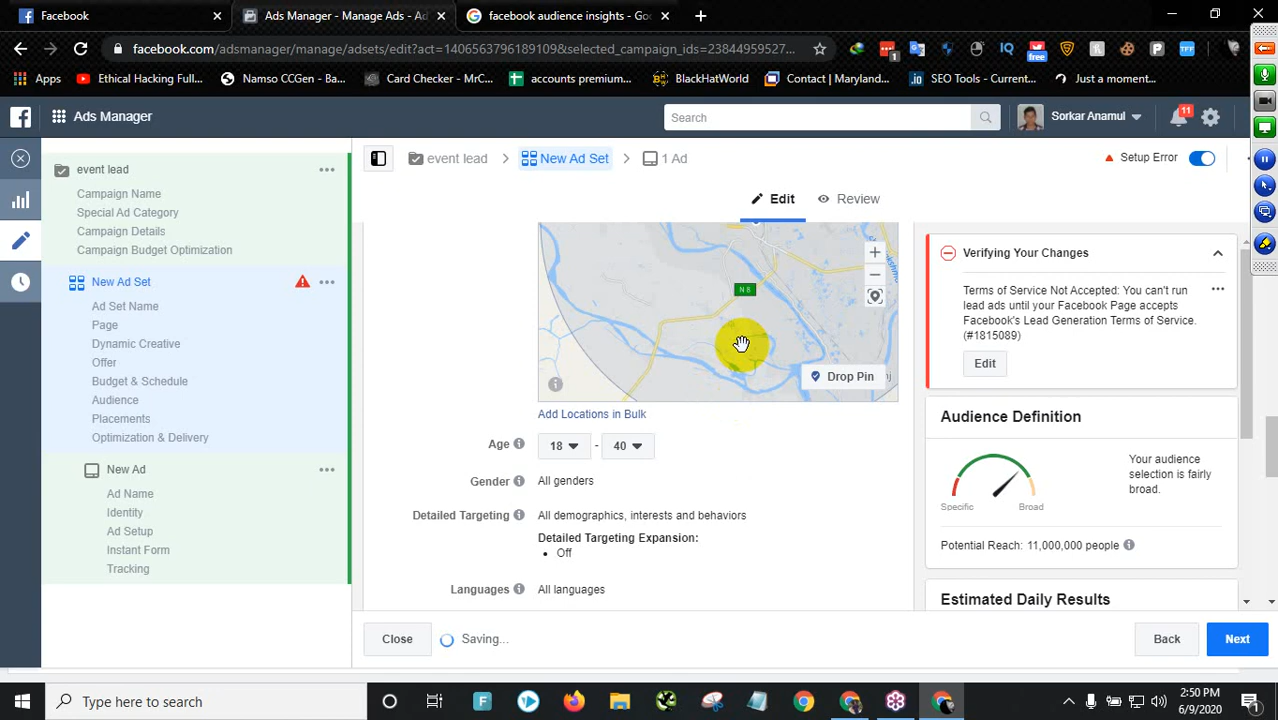 Facebook
Ads Manager - Manage Ads - Ad
facebook audience insights - Goo
facebook.com/adsmanager/manage/adsets/edit?act=1406563796189109&selected_campaign_ids=23844959527...
1
free
IQ
TFF
Apps
Ethical Hacking Full...
Namso CCGen - Ba...
Card Checker - MrC...
accounts premium...
BlackHatWorld
Contact | Maryland...
SEO Tools - Current...
Just a moment...
Ads Manager
Search
Sorkar Anamul
11
event lead
New Ad Set
1 Ad
Setup Error
Edit
Review
event lead
Campaign Name
Special Ad Category
Campaign Details
Campaign Budget Optimization
New Ad Set
Ad Set Name
Page
Dynamic Creative
Offer
Budget & Schedule
Audience
Placements
Optimization & Delivery
New Ad
Ad Name
Identity
Ad Setup
Instant Form
Tracking
N 8
Drop Pin
Add Locations in Bulk
Age
18
-
40
Gender
All genders
Detailed Targeting
All demographics, interests and behaviors
Detailed Targeting Expansion:
Off
Languages
All languages
Verifying Your Changes
Terms of Service Not Accepted: You can't run
lead ads until your Facebook Page accepts
Facebook's Lead Generation Terms of Service.
(#1815089)
Edit
Audience Definition
Specific
Broad
Your audience
selection is fairly
broad.
Potential Reach: 11,000,000 people
Estimated Daily Results
Close
Saving...
Back
Next
Type here to search
2:50 PM
6/9/2020
1